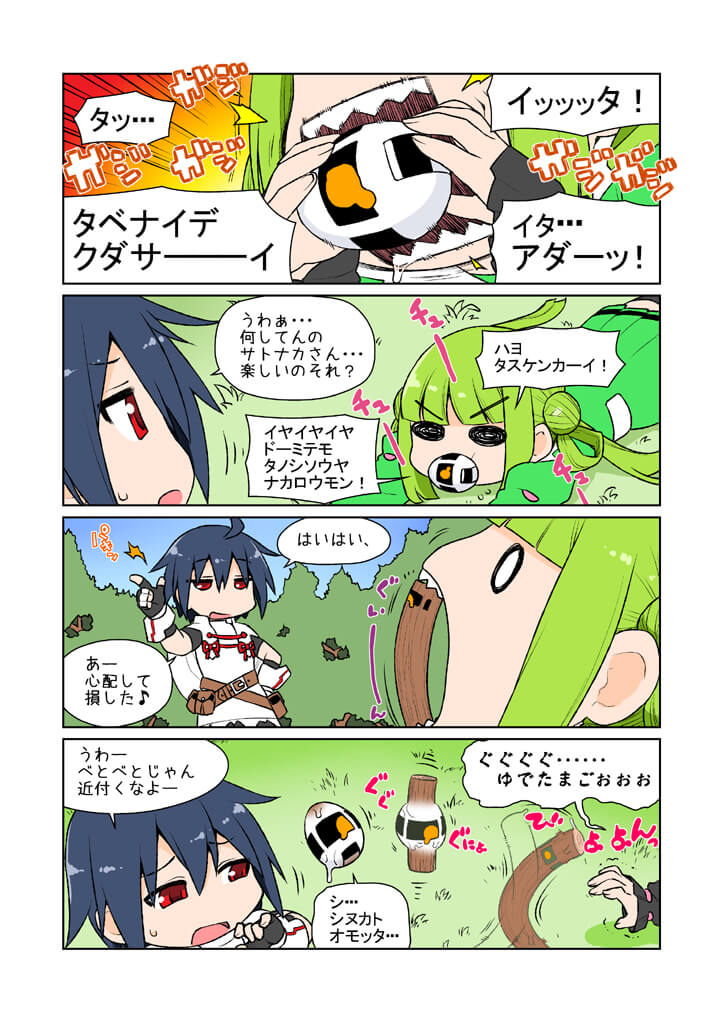 ガジ
ガジ
ガジ
ガジガジ
イッッッタ！
タッ…
イタ…
アダーッ！
タベナイデ
クダサーーーイ
うわぁ…
何してんの
サトナカさん…
楽しいのそれ？
チュー
ハヨ
タスケンカーイ！
チュー
チュー
イヤイヤイヤ
ドーミテモ
タノシソウヤ
ナカロウモン！
はいはい、
ぐい
ーん
あー
心配して
損した♪
ぐぐぐぐ……
ゆでたまごぉぉぉ
うわー
べとべとじゃん
近付くなよー
びよよんっ
ぐぐ
ぐにょ
シ…
シヌカト
オモッタ…